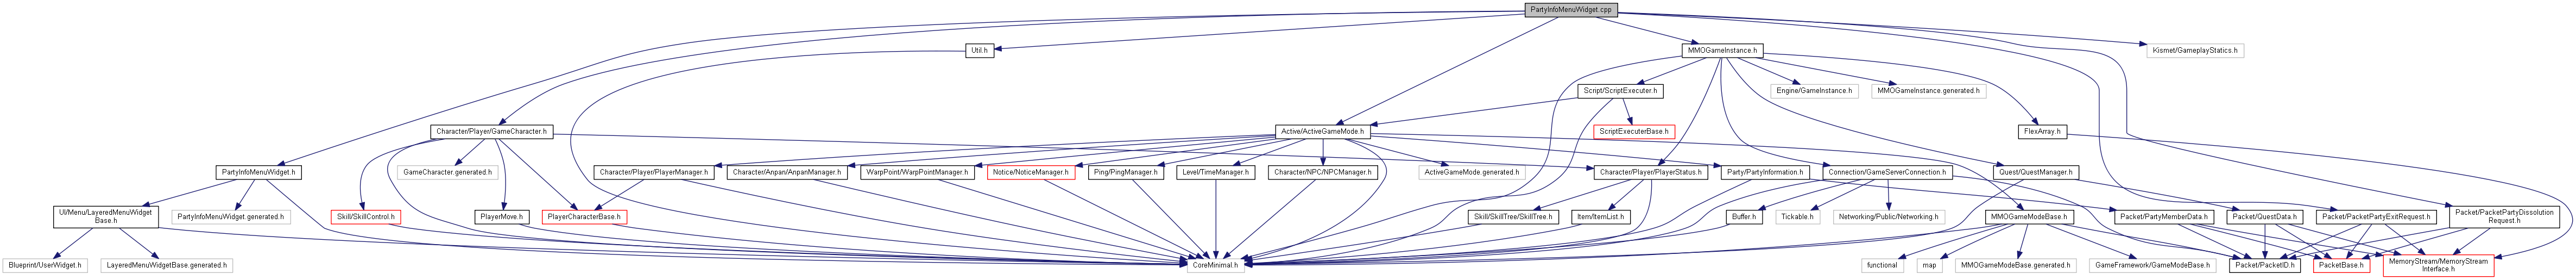 PartyInfoMenuWidget.cpp
Util.h
MMOGameInstance.h
Kismet/GameplayStatics.h
Script/ScriptExecuter.h
Engine/GameInstance.h
MMOGameInstance.generated.h
Character/Player/GameCharacter.h
Active/ActiveGameMode.h
ScriptExecuterBase.h
FlexArray.h
PartyInfoMenuWidget.h
GameCharacter.generated.h
Character/Player/PlayerManager.h
Character/Anpan/AnpanManager.h
WarpPoint/WarpPointManager.h
Notice/NoticeManager.h
Ping/PingManager.h
Level/TimeManager.h
Character/NPC/NPCManager.h
ActiveGameMode.generated.h
Character/Player/PlayerStatus.h
Party/PartyInformation.h
Connection/GameServerConnection.h
Quest/QuestManager.h
UI/Menu/LayeredMenuWidget
Base.h
PartyInfoMenuWidget.generated.h
Skill/SkillControl.h
PlayerMove.h
PlayerCharacterBase.h
Skill/SkillTree/SkillTree.h
Item/ItemList.h
Buffer.h
Tickable.h
Networking/Public/Networking.h
MMOGameModeBase.h
Packet/PartyMemberData.h
Packet/QuestData.h
Packet/PacketPartyExitRequest.h
Packet/PacketPartyDissolution
Request.h
Blueprint/UserWidget.h
LayeredMenuWidgetBase.generated.h
CoreMinimal.h
functional
map
MMOGameModeBase.generated.h
GameFramework/GameModeBase.h
Packet/PacketID.h
PacketBase.h
MemoryStream/MemoryStream
Interface.h